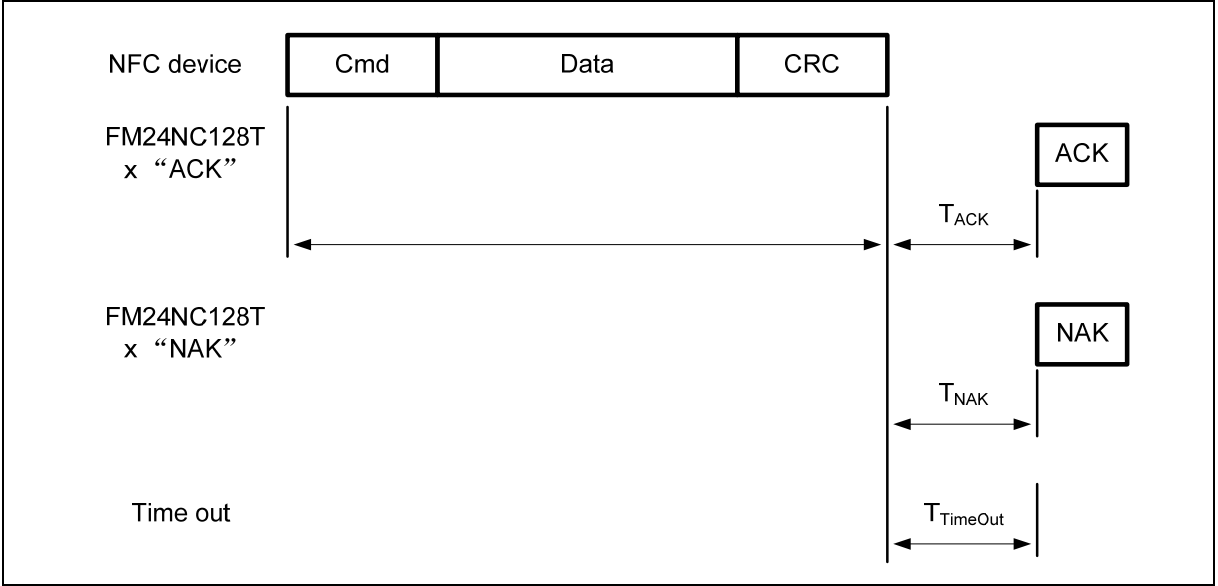 NFC device
Cmd
Data
CRC
FM24NC128T
x “ACK”
ACK
TACK
FM24NC128T
x “NAK”
NAK
TNAK
Time out
TTimeOut